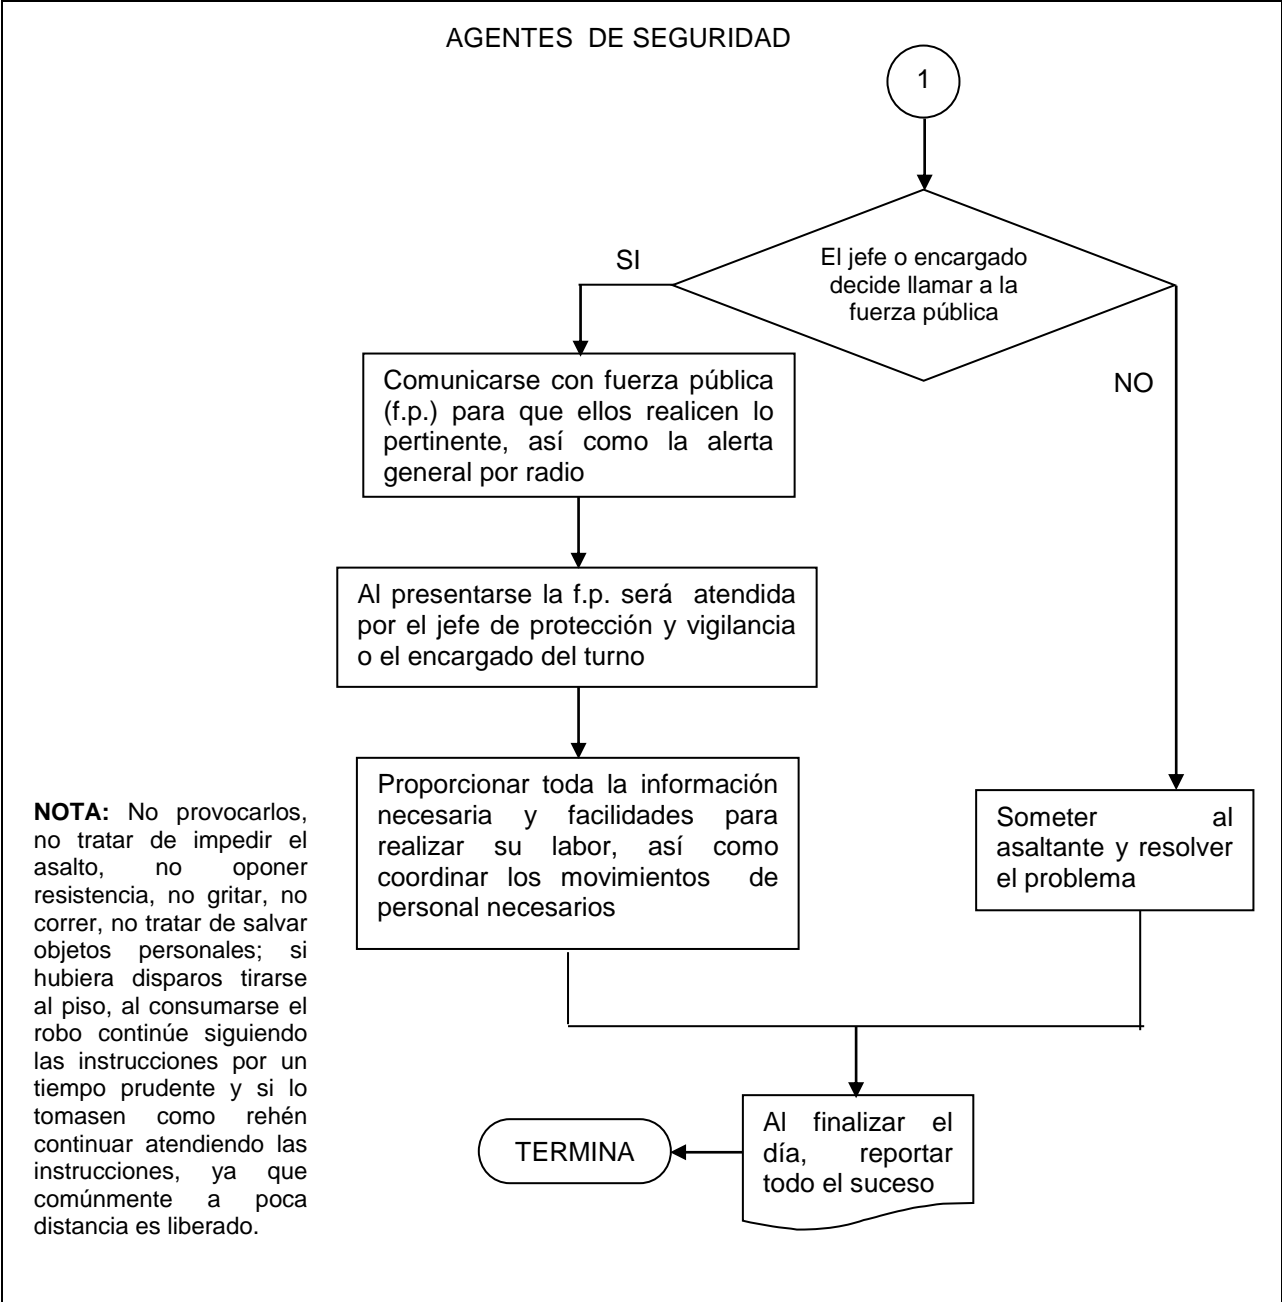 AGENTES DE SEGURIDAD
1
El jefe o encargado
decide llamar a la
fuerza pública
SI
NO
Comunicarse con fuerza pública
(f.p.) para que ellos realicen lo
pertinente, así como la alerta
general por radio
Al presentarse la f.p. será atendida
por el jefe de protección y vigilancia
o el encargado del turno
Proporcionar toda la información
necesaria y facilidades para
realizar su labor, así como
coordinar los movimientos de
personal necesarios
Someter al
asaltante y resolver
el problema
NOTA: No provocarlos,
no tratar de impedir el
asalto, no oponer
resistencia, no gritar, no
correr, no tratar de salvar
objetos personales; si
hubiera disparos tirarse
al piso, al consumarse el
robo continúe siguiendo
las instrucciones por un
tiempo prudente y si lo
tomasen como rehén
continuar atendiendo las
instrucciones, ya que
comúnmente a poca
distancia es liberado.
Al finalizar el
día, reportar
todo el suceso
TERMINA